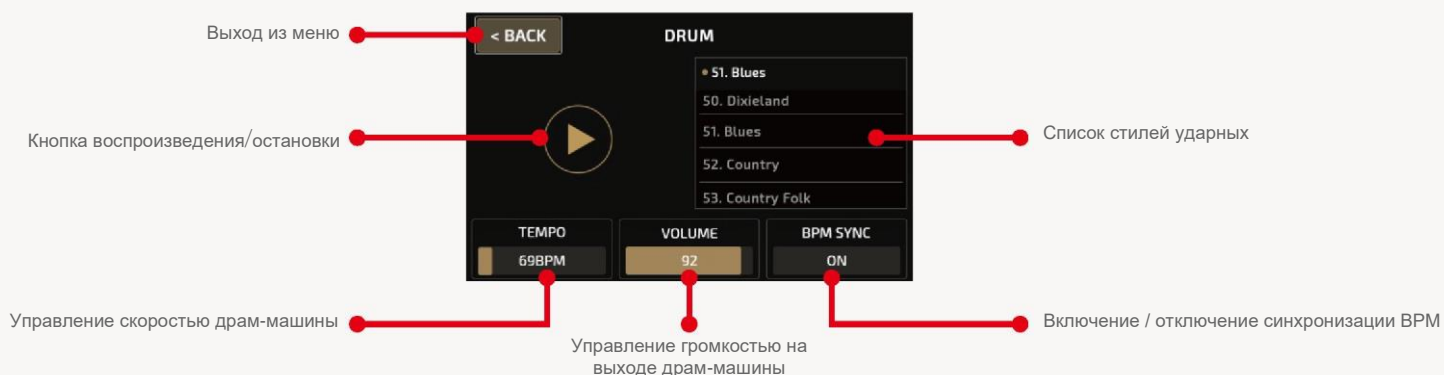 Выход из меню
< BACK
DRUM
51. Blues
50. Dixieland
51. Blues
52. Country
53. Country Folk
Кнопка воспроизведения/остановки
Список стилей ударных
TEMPO
69BPM
VOLUME
92
BPM SYNC
ON
Управление скоростью драм-машины
Управление громкостью на
выходе драм-машины
Включение / отключение синхронизации BPM